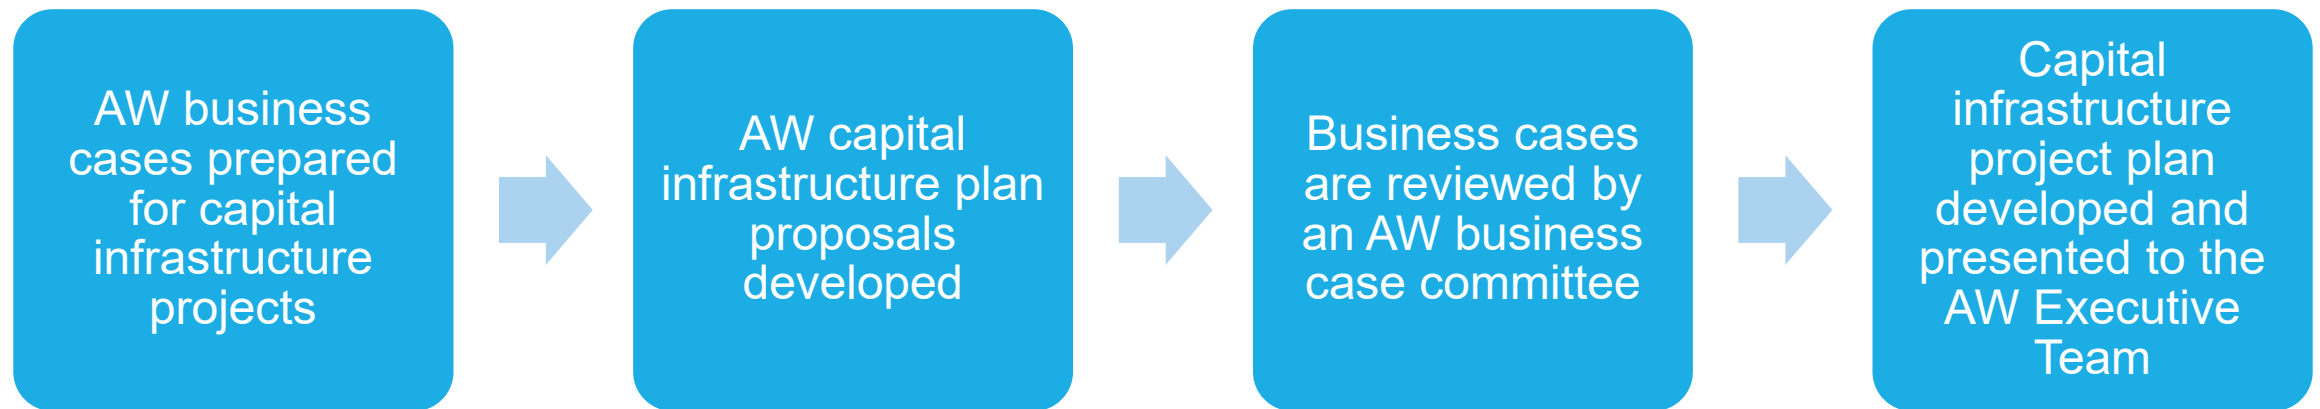 AW business
cases prepared
for capital
infrastructure
projects
AW capital
infrastructure plan
proposals
developed
Business cases
are reviewed by
an AW business
case committee
Capital
infrastructure
project plan
developed and
presented to the
AW Executive
Team